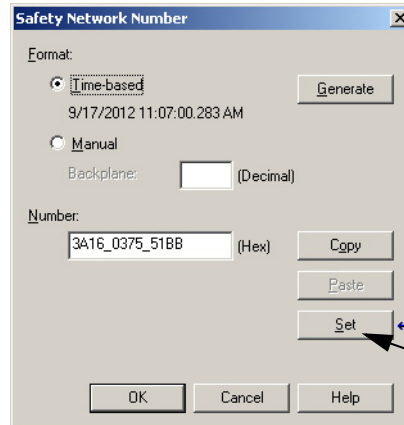 Safety Network Number
Format:
Time-based
Generate
9/17/2012 11:07:00.283 AM
Manual
Backplane:
(Decimal)
Number:
3A16_0375_51BB
(Hex)
Copy
Paste
Set
OK
Cancel
Help